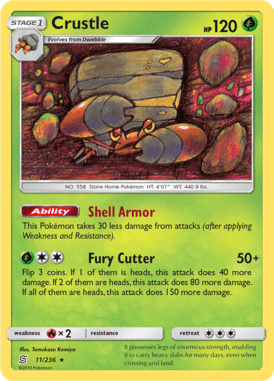 STAGE 1 Crustle HP 120
Evolves from Dwebble
NO. 558 Stone Home Pokémon HT: 4'07" WT: 440.9 lbs.
Ability Shell Armor
This Pokémon takes 30 less damage from attacks (after applying
Weakness and Resistance).
Fury Cutter 50+
Flip 3 coins. If 1 of them is heads, this attack does 40 more
damage. If 2 of them are heads, this attack does 80 more damage.
If all of them are heads, this attack does 150 more damage.
weakness ×2 resistance retreat
Illus. Tomokazu Komiya
11/236
©2019 Pokémon
It possesses legs of enormous strength, enabling
it to carry heavy slabs for many days, even when
crossing arid land.